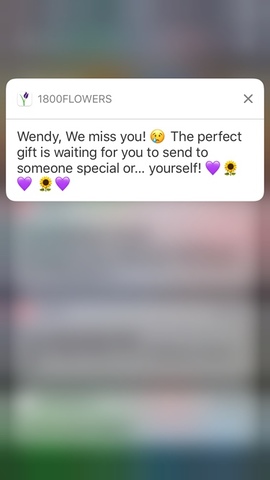 1800FLOWERS
Wendy, We miss you! 😢 The perfect
gift is waiting for you to send to
someone special or... yourself! 💜 🌻
💜 🌻💜